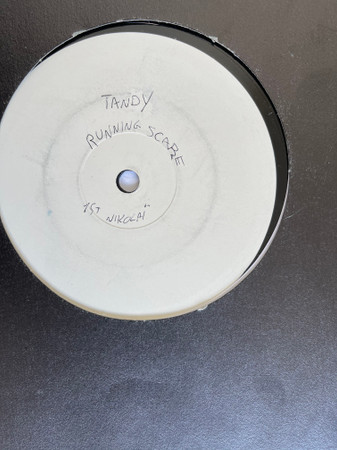 TANDY
RUNNING SCARE
1ST NIKOLAI